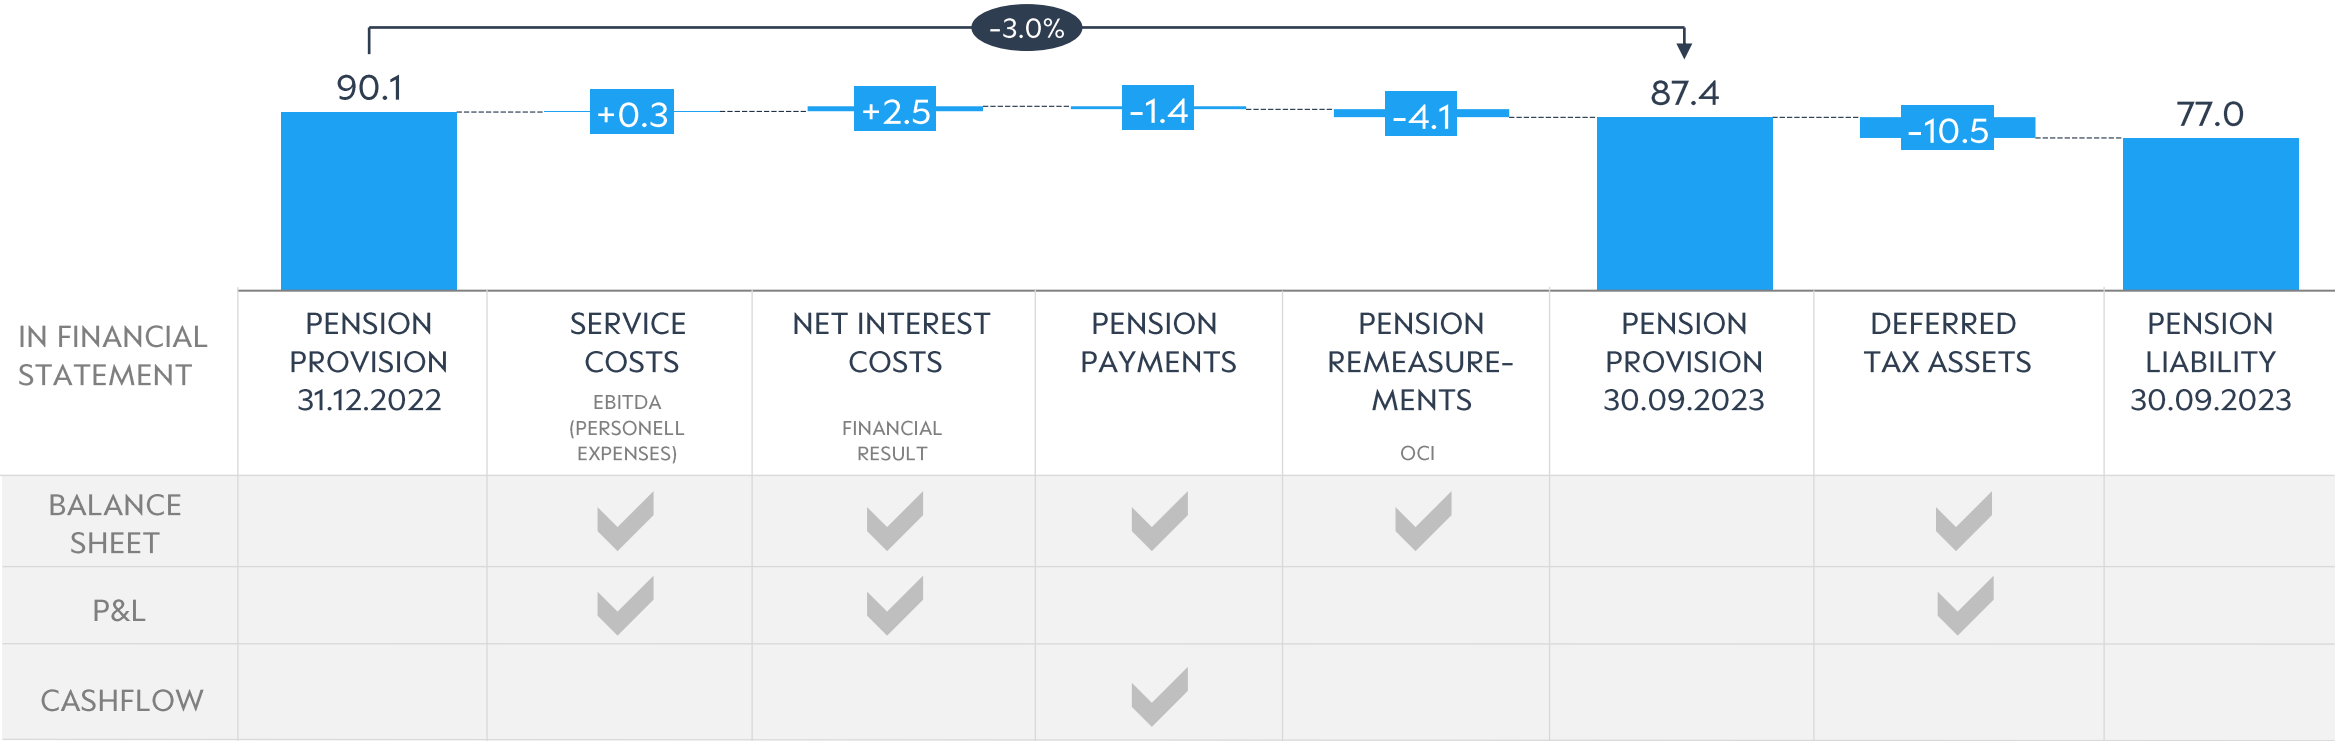 -3.0%
90.1
+0.3
+2.5
-1.4
-4.1
87.4
-10.5
77.0
IN FINANCIAL
STATEMENT
PENSION
PROVISION
31.12.2022
SERVICE
COSTS
EBITDA
(PERSONELL
EXPENSES)
NET INTEREST
COSTS
FINANCIAL
RESULT
PENSION
PAYMENTS
PENSION
REMEASURE-
MENTS
OCI
PENSION
PROVISION
30.09.2023
DEFERRED
TAX ASSETS
PENSION
LIABILITY
30.09.2023
BALANCE
SHEET
P&L
CASHFLOW